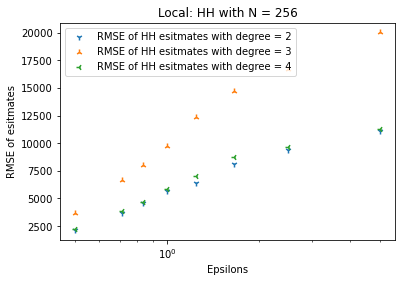 Local: HH with N = 256
RMSE of HH esitmates with degree = 2
RMSE of HH esitmates with degree = 3
RMSE of HH esitmates with degree = 4
20000
17500
15000
12500
10000
7500
5000
2500
RMSE of esitmates
10⁰
Epsilons